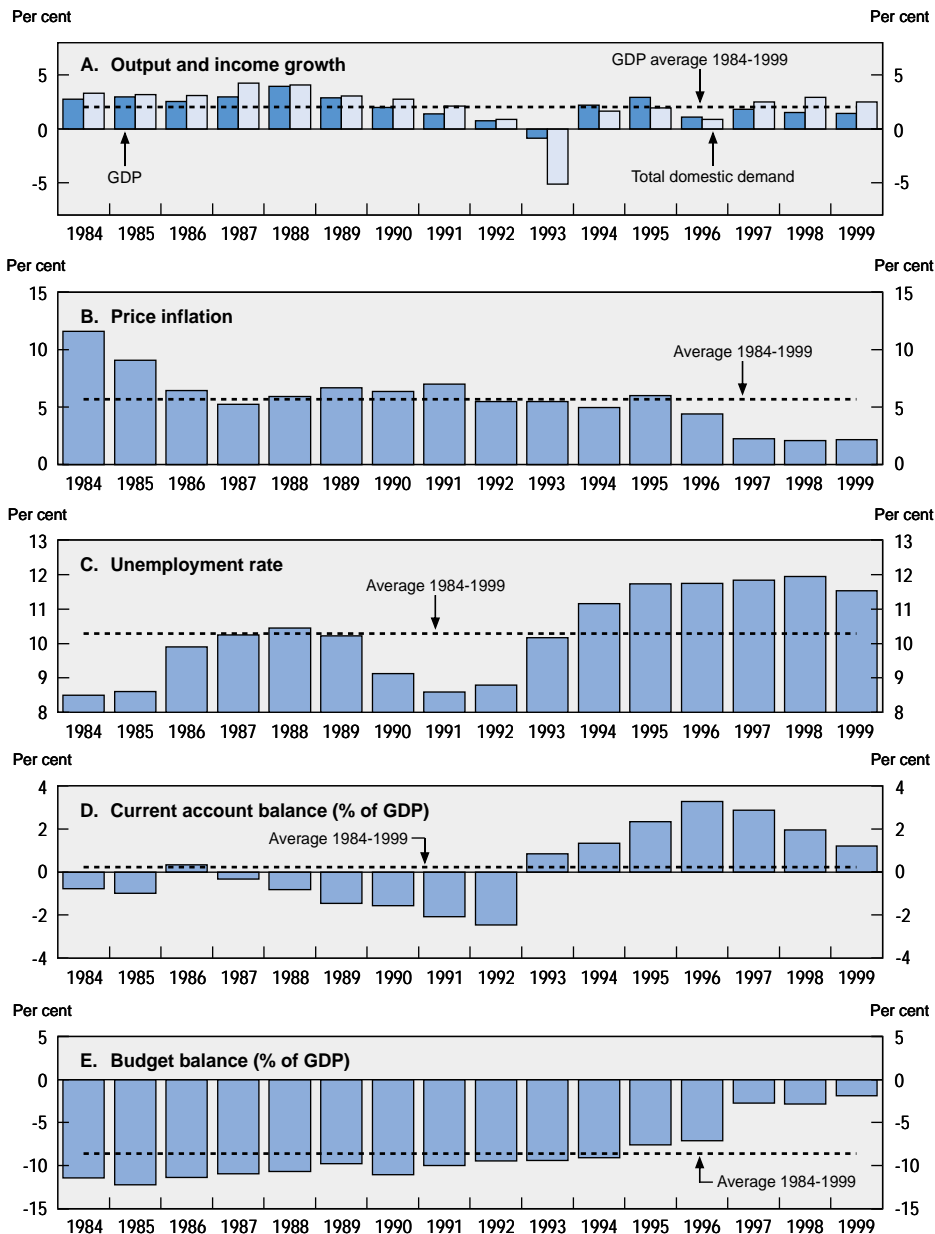 Per cent Per cent
A. Output and income growth
GDP average 1984-1999
5 5
0 0
GDP Total domestic demand
-5 -5
1984 1985 1986 1987 1988 1989 1990 1991 1992 1993 1994 1995 1996 1997 1998 1999
Per cent Per cent
15 15
B. Price inflation
Average 1984-1999
10 10
5 5
0 0
1984 1985 1986 1987 1988 1989 1990 1991 1992 1993 1994 1995 1996 1997 1998 1999
Per cent Per cent
13 13
C. Unemployment rate
12 12
Average 1984-1999
11 11
10 10
9 9
8 8
1984 1985 1986 1987 1988 1989 1990 1991 1992 1993 1994 1995 1996 1997 1998 1999
Per cent Per cent
4 4
D. Current account balance (% of GDP)
2 2
Average 1984-1999
0 0
-2 -2
-4 -4
1984 1985 1986 1987 1988 1989 1990 1991 1992 1993 1994 1995 1996 1997 1998 1999
Per cent Per cent
5 5
E. Budget balance (% of GDP)
0 0
-5 -5
-10 -10
Average 1984-1999
-15 -15
1984 1985 1986 1987 1988 1989 1990 1991 1992 1993 1994 1995 1996 1997 1998 1999